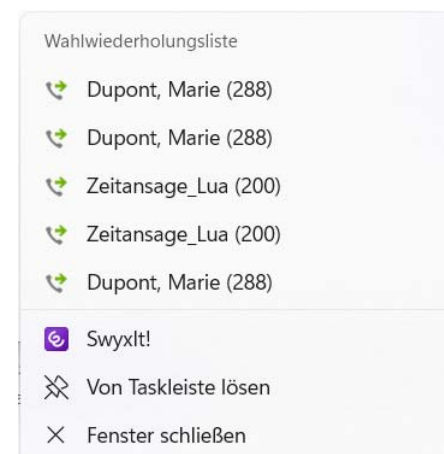 Wahlwiederholungsliste
Dupont, Marie (288)
Dupont, Marie (288)
Zeitansage_Lua (200)
Zeitansage_Lua (200)
Dupont, Marie (288)
SwyxIt!
Von Taskleiste lösen
Fenster schließen